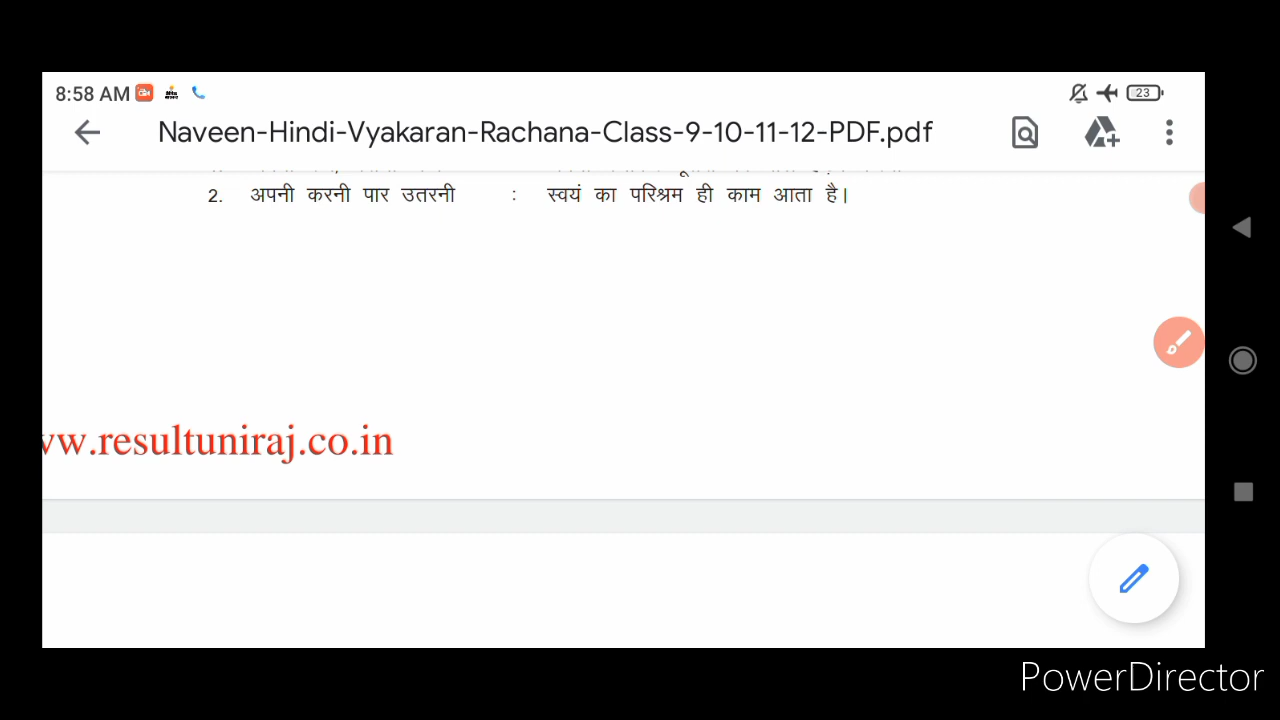 8:58 AM
23
Naveen-Hindi-Vyakaran-Rachana-Class-9-10-11-12-PDF.pdf
2. अपनी करनी पार उतरनी : स्वयं का परिश्रम ही काम आता है।
w.resultuniraj.co.in
PowerDirector